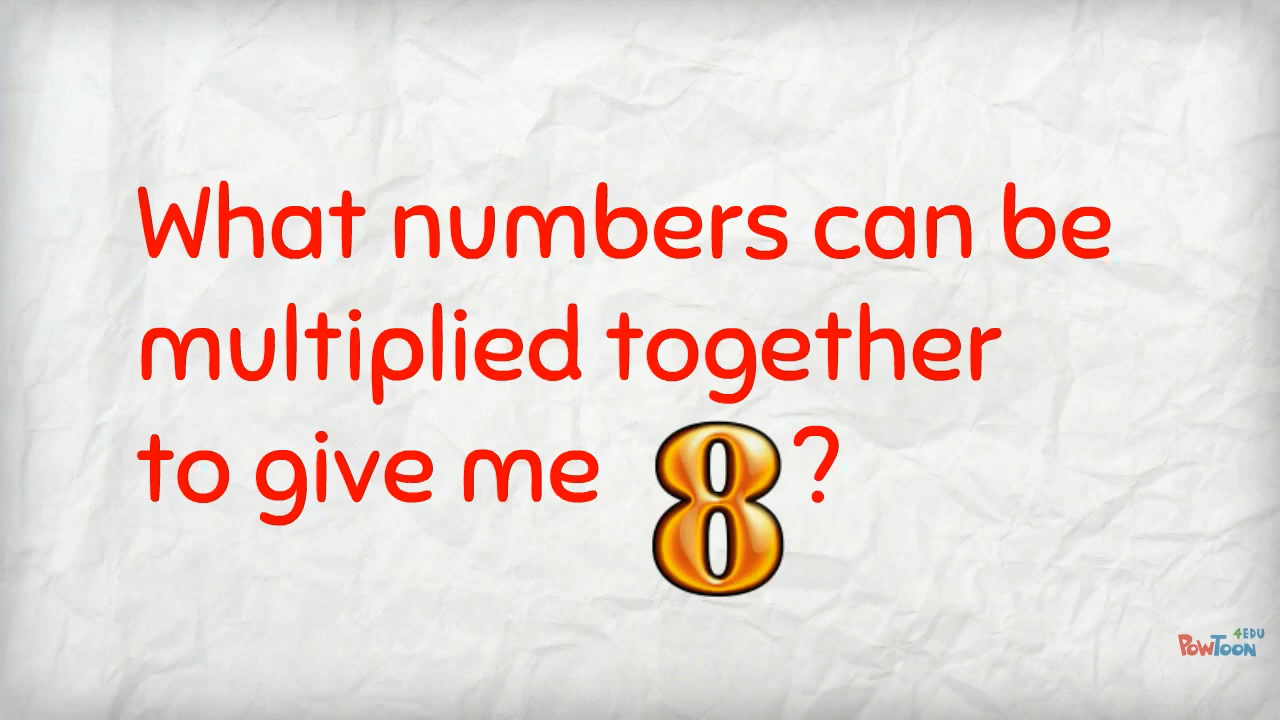 What numbers can be
multiplied together
to give me 8?
4EDU
POWTOON